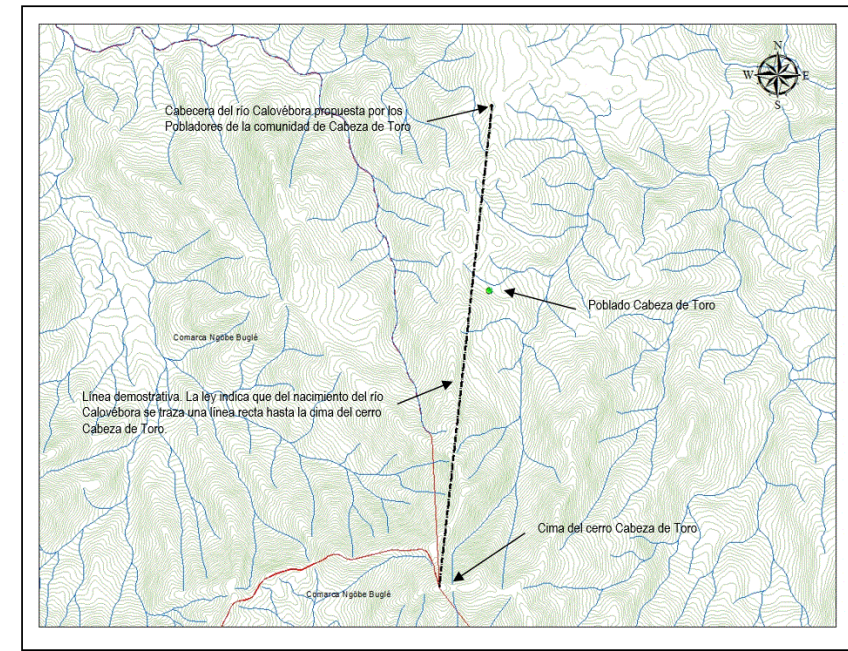 N
W
E
S
Cabecera del río Calovébora propuesta por los
Pobladores de la comunidad de Cabeza de Toro
Poblado Cabeza de Toro
Comarca Ngöbe Buglé
Línea demostrativa. La ley indica que del nacimiento del río
Calovébora se traza una línea recta hasta la cima del cerro
Cabeza de Toro.
Cima del cerro Cabeza de Toro
Comarca Ngöbe Buglé